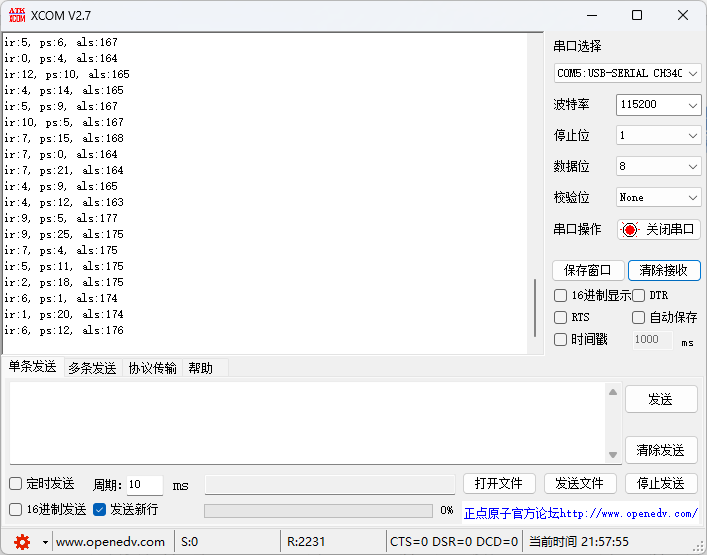 ATK
XCOM
XCOM V2.7
ir:5, ps:6, als:167
ir:0, ps:4, als:164
ir:12, ps:10, als:165
ir:4, ps:14, als:165
ir:5, ps:9, als:167
ir:10, ps:5, als:167
ir:7, ps:15, als:168
ir:7, ps:0, als:164
ir:7, ps:21, als:164
ir:4, ps:9, als:165
ir:4, ps:12, als:163
ir:9, ps:5, als:177
ir:9, ps:25, als:175
ir:7, ps:4, als:175
ir:5, ps:11, als:175
ir:2, ps:18, als:175
ir:6, ps:1, als:174
ir:1, ps:20, als:174
ir:6, ps:12, als:176
串口选择
COM5:USB-SERIAL CH340
波特率 115200
停止位 1
数据位 8
校验位 None
串口操作 关闭串口
保存窗口 清除接收
16进制显示 DTR
RTS 自动保存
时间戳 1000 ms
单条发送 多条发送 协议传输 帮助
发送
清除发送
定时发送 周期: 10 ms 打开文件 发送文件 停止发送
16进制发送 发送新行 0% 正点原子官方论坛http://www.openedv.com/
www.openedv.com S:0 R:2231 CTS=0 DSR=0 DCD=0 当前时间 21:57:55